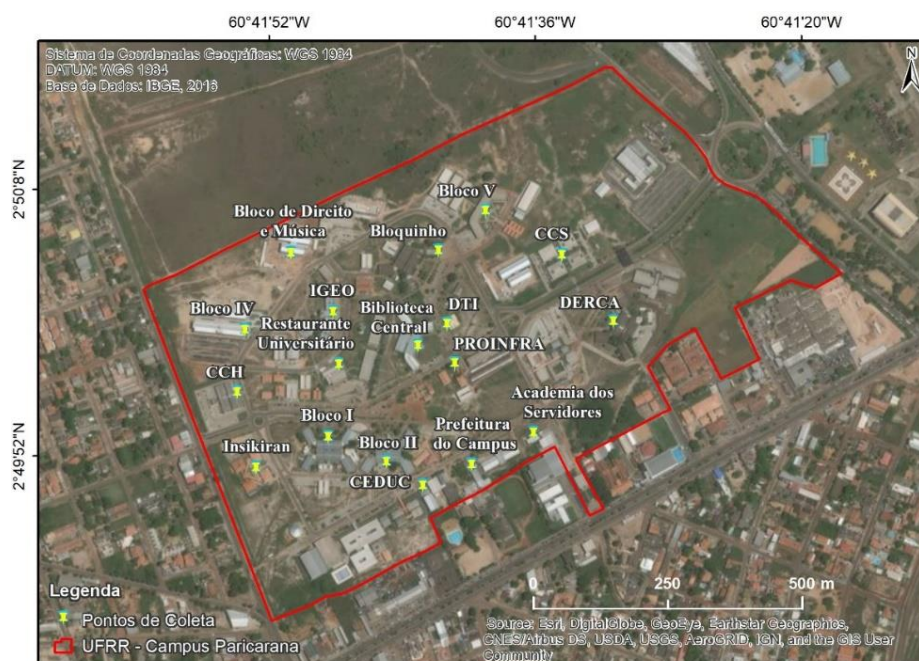 60°41'52"W
60°41'36"W
60°41'20"W
Sistema de Coordenadas Geográficas: WGS 1984
DATUM: WGS 1984
Base de Dados: IBGE, 2016
N
2°50'8"N
Bloco V
Bloco de Direito
e Música
Bloquinho
CCS
IGEO
Biblioteca
Central
DTI
DERCA
Bloco IV
Restaurante
Universitário
PROINFRA
CCH
Academia dos
Servidores
Bloco I
Prefeitura
do Campus
Bloco II
Insikiran
CEDUC
2°49'52"N
Legenda
Pontos de Coleta
UFRR - Campus Paricarana
0 250 500 m
Source: Esri, DigitalGlobe, GeoEye, Earthstar Geographics,
CNES/Airbus DS, USDA, USGS, AeroGRID, IGN, and the GIS User
Community